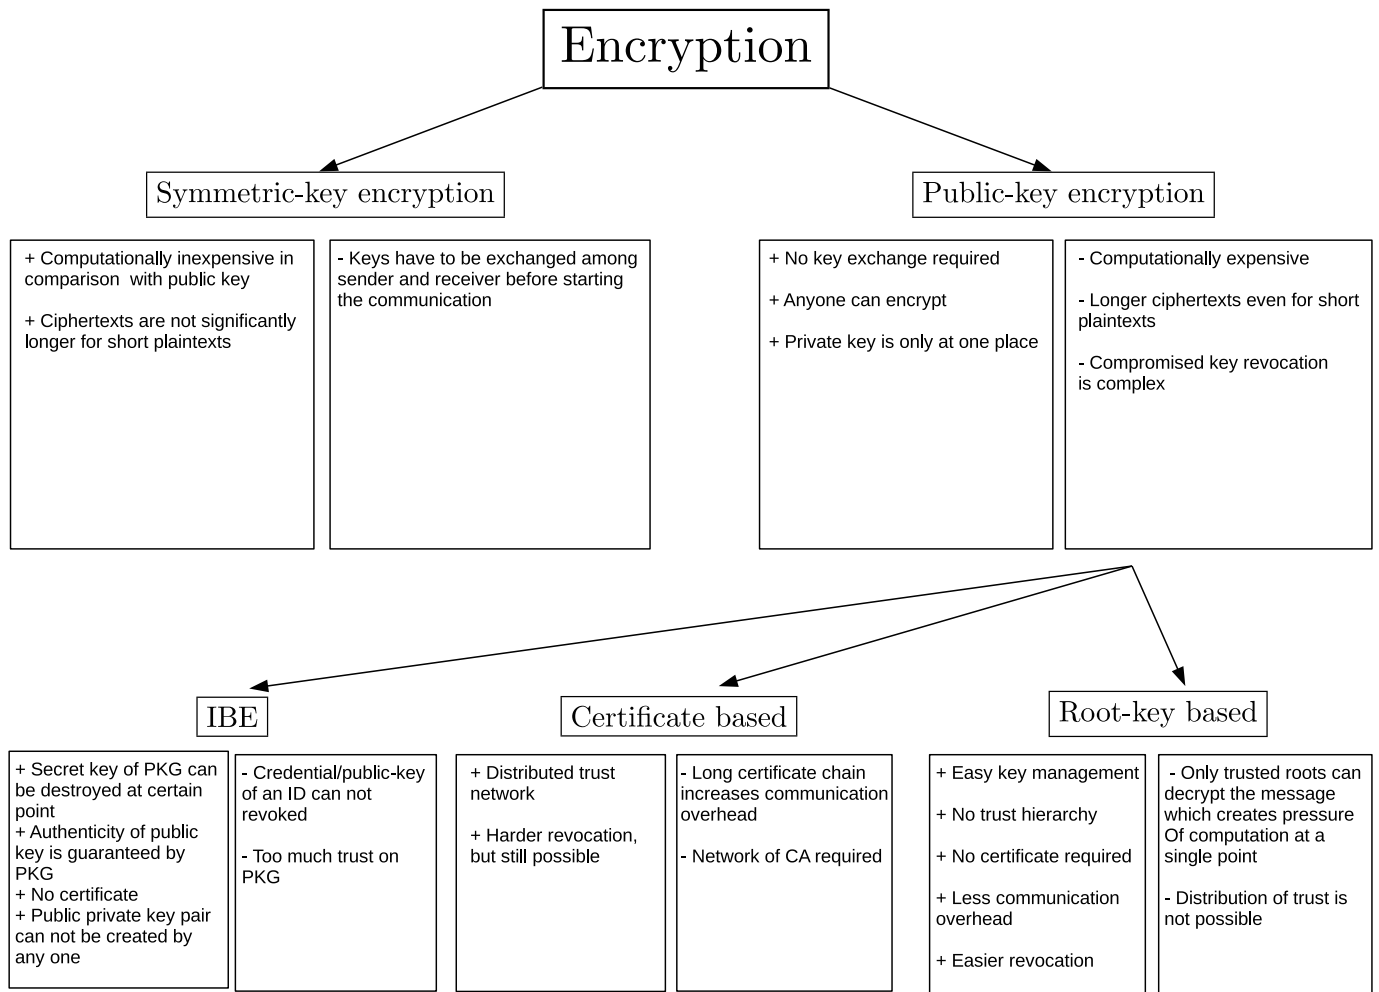 Encryption
Symmetric-key encryption
Public-key encryption
+ Computationally inexpensive in
comparison with public key
+ Ciphertexts are not significantly
longer for short plaintexts
- Keys have to be exchanged among
sender and receiver before starting
the communication
+ No key exchange required
+ Anyone can encrypt
+ Private key is only at one place
- Computationally expensive
- Longer ciphertexts even for short
plaintexts
- Compromised key revocation
is complex
IBE
Certificate based
Root-key based
+ Secret key of PKG can
be destroyed at certain
point
+ Authenticity of public
key is guaranteed by
PKG
+ No certificate
+ Public private key pair
can not be created by
any one
- Credential/public-key
of an ID can not
revoked
- Too much trust on
PKG
+ Distributed trust
network
+ Harder revocation,
but still possible
- Long certificate chain
increases communication
overhead
- Network of CA required
+ Easy key management
+ No trust hierarchy
+ No certificate required
+ Less communication
overhead
+ Easier revocation
- Only trusted roots can
decrypt the message
which creates pressure
Of computation at a
single point
- Distribution of trust is
not possible